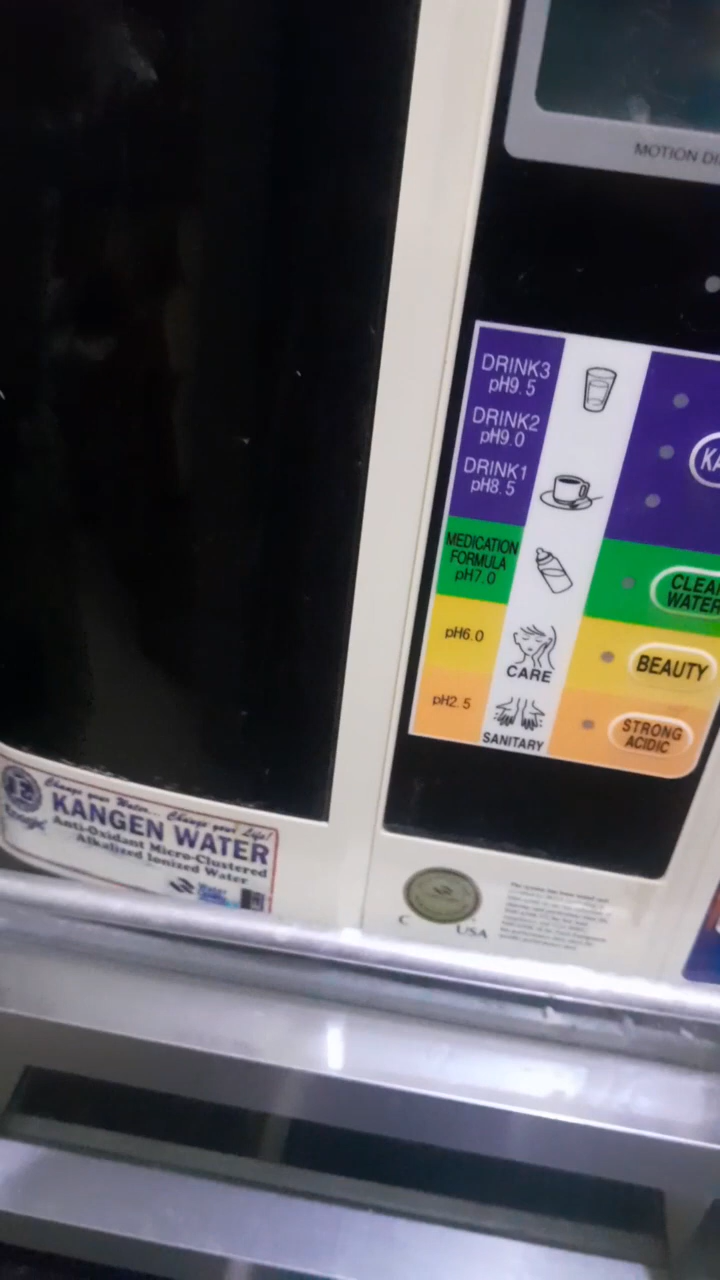 MOTION DI
DRINK3
pH9.5
DRINK2
pH9.0
DRINK1
pH8.5
KA
MEDICATION
FORMULA
pH7.0
CLEA
WATER
pH6.0
CARE
BEAUTY
pH2.5
SANITARY
STRONG
ACIDIC
Change your Water... Change your Life!
KANGEN WATER
Anti-Oxidant Micro-Clustered
Alkalized Ionized Water
Water
C USA